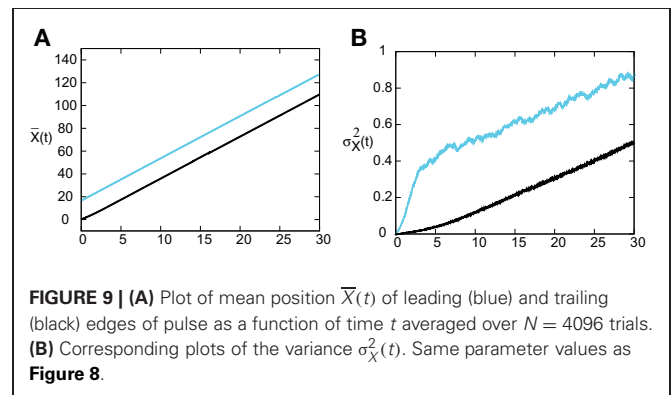 A
140
120
100
80
60
40
20
0
X̅(t)
0 5 10 15 20 25 30
B
1
0.8
0.6
0.4
0.2
0
σ²X(t)
0 5 10 15 20 25 30
FIGURE 9 | (A) Plot of mean position X̅(t) of leading (blue) and trailing
(black) edges of pulse as a function of time t averaged over N = 4096 trials.
(B) Corresponding plots of the variance σ²X(t). Same parameter values as
Figure 8.